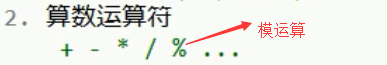 2. 算数运算符
+ - * / % ... 模运算